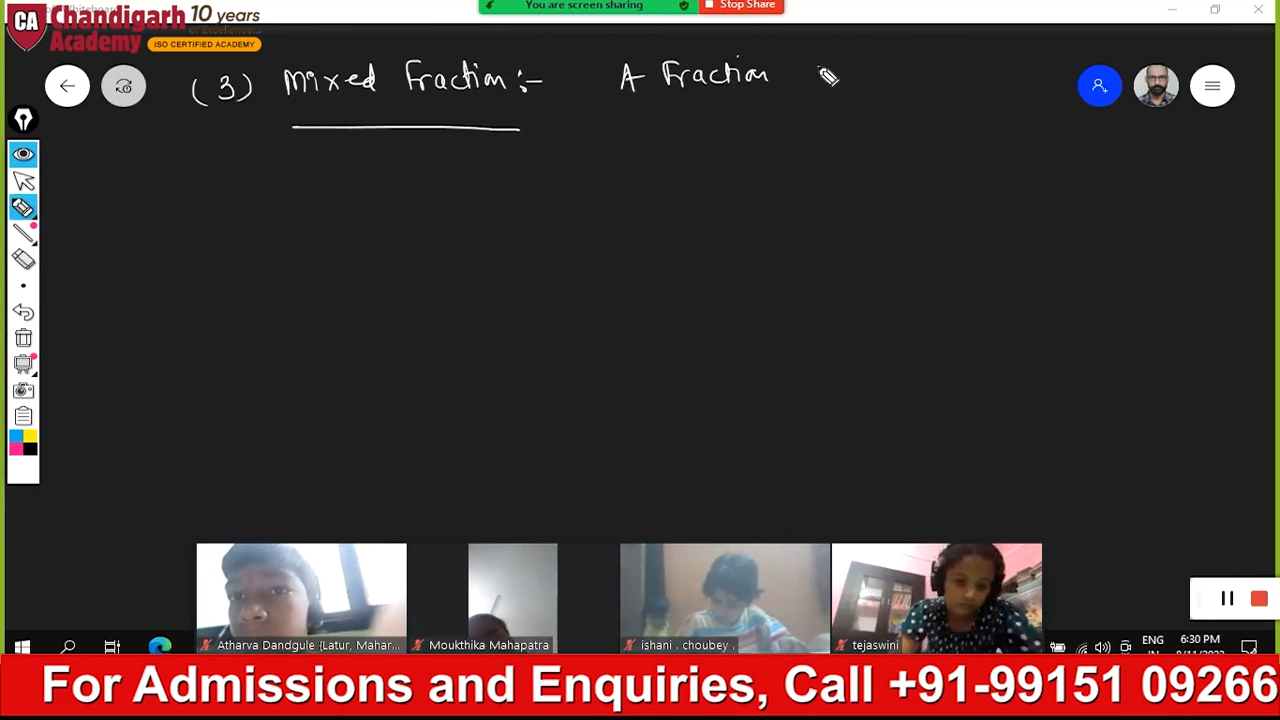 Chandigarh 10 years
CA
Academy ISO CERTIFIED ACADEMY
You are screen sharing Stop Share
(3) Mixed Fraction :- A Fraction
Atharva Dandgule {Latur, Mahar... Moukthika Mahapatra ishani . choubey . tejaswini
ENG 6:30 PM
For Admissions and Enquiries, Call +91-99151 09266